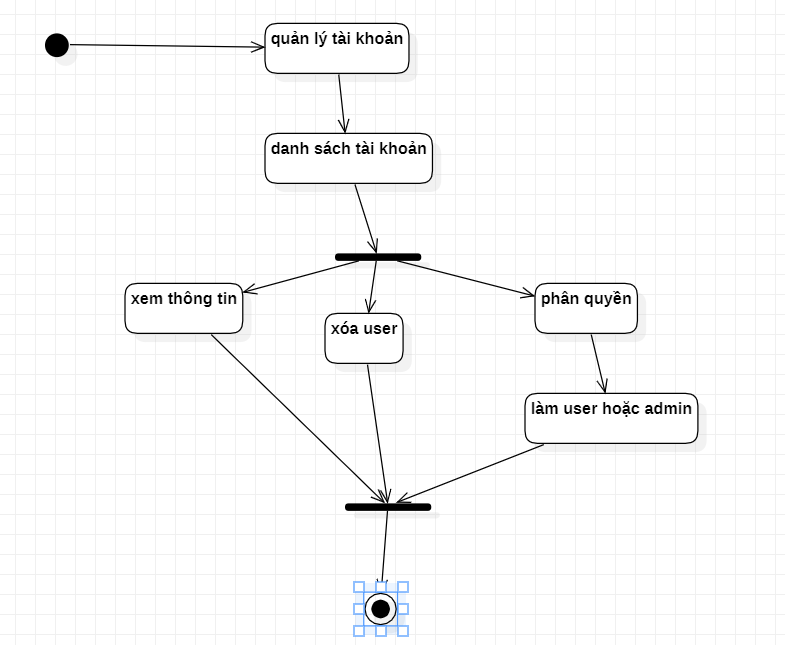 quản lý tài khoản
danh sách tài khoản
xem thông tin
xóa user
phân quyền
làm user hoặc admin